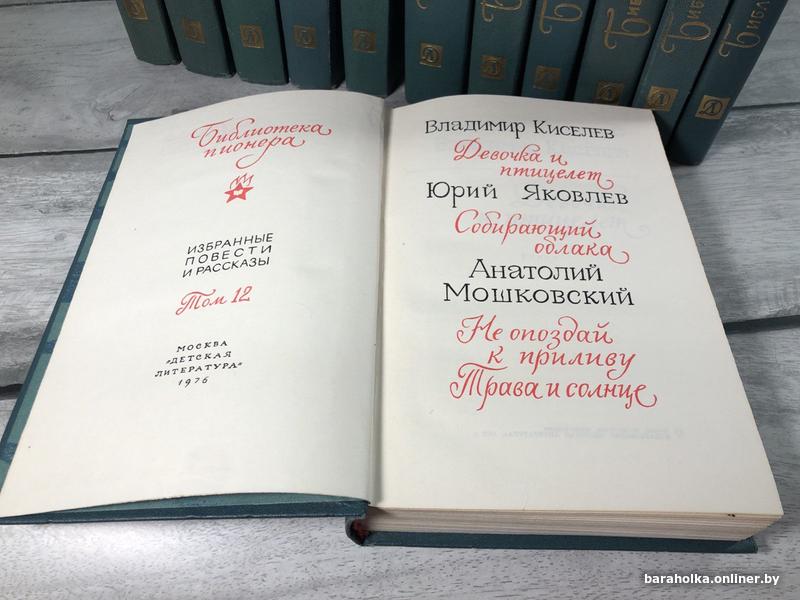 Библиотека
пионера
ИЗБРАННЫЕ
ПОВЕСТИ
И РАССКАЗЫ
Том 12
МОСКВА
"ДЕТСКАЯ
ЛИТЕРАТУРА"
1976
Владимир Киселев
Девочка и
птицелет
Юрий Яковлев
Собирающий
облака
Анатолий
Мошковский
Не опоздай
к приливу
Трава и солнце
baraholka.onliner.by